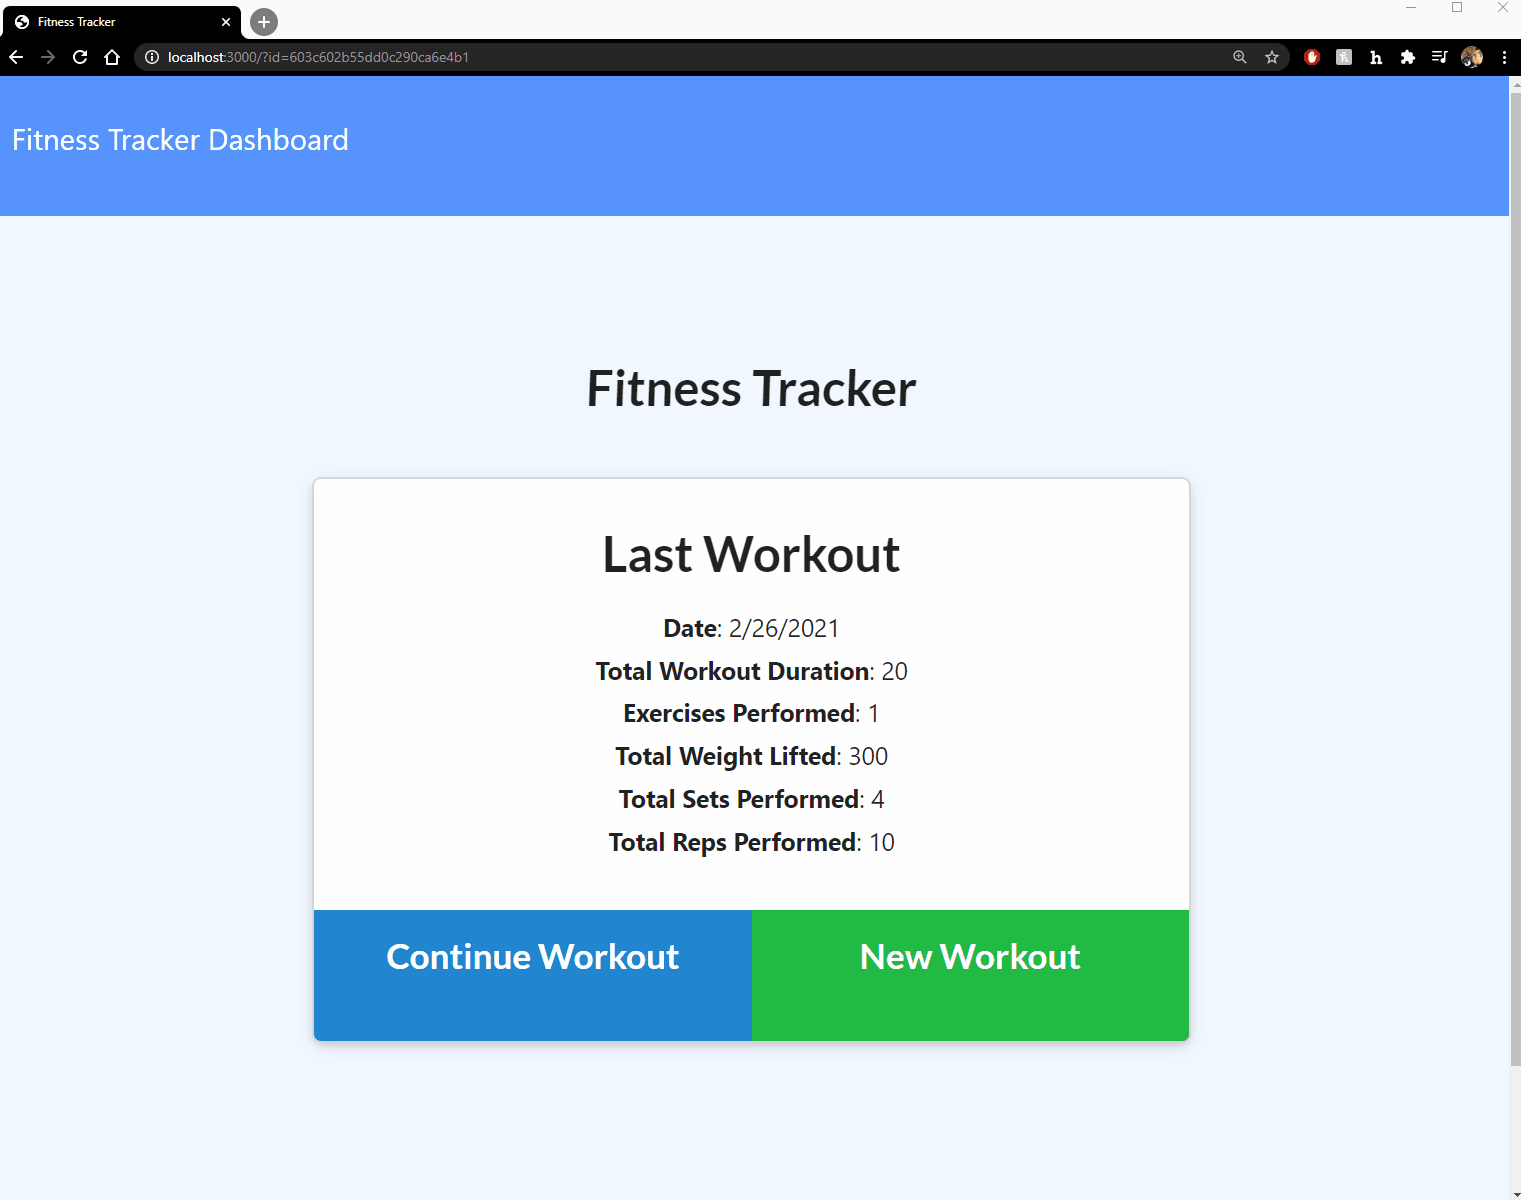 Fitness Tracker
localhost:3000/?id=603c602b55dd0c290ca6e4b1
Fitness Tracker Dashboard
Fitness Tracker
Last Workout
Date: 2/26/2021
Total Workout Duration: 20
Exercises Performed: 1
Total Weight Lifted: 300
Total Sets Performed: 4
Total Reps Performed: 10
Continue Workout
New Workout